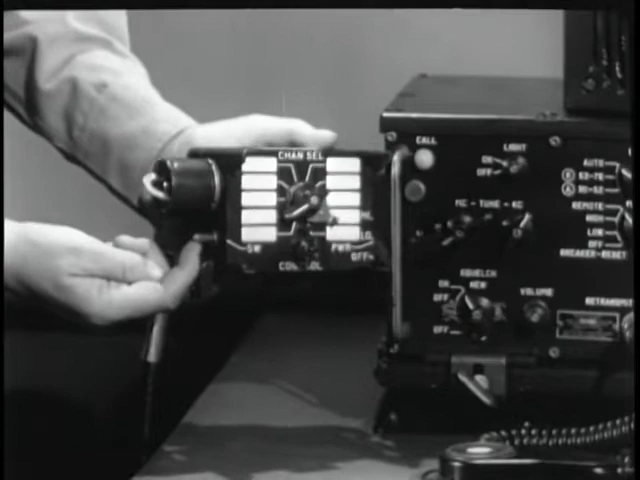 CHAN SEL
SW
PWR
CONTROL
OFF
CALL
LIGHT
ON
OFF
MC-TUNE-KC
SQUELCH
ON
NEW
OFF
OFF
VOLUME
AUTO
B 53-75
A 30-52
REMOTE
HIGH
LOW
OFF
BREAKER-RESET
RETRANSMIT